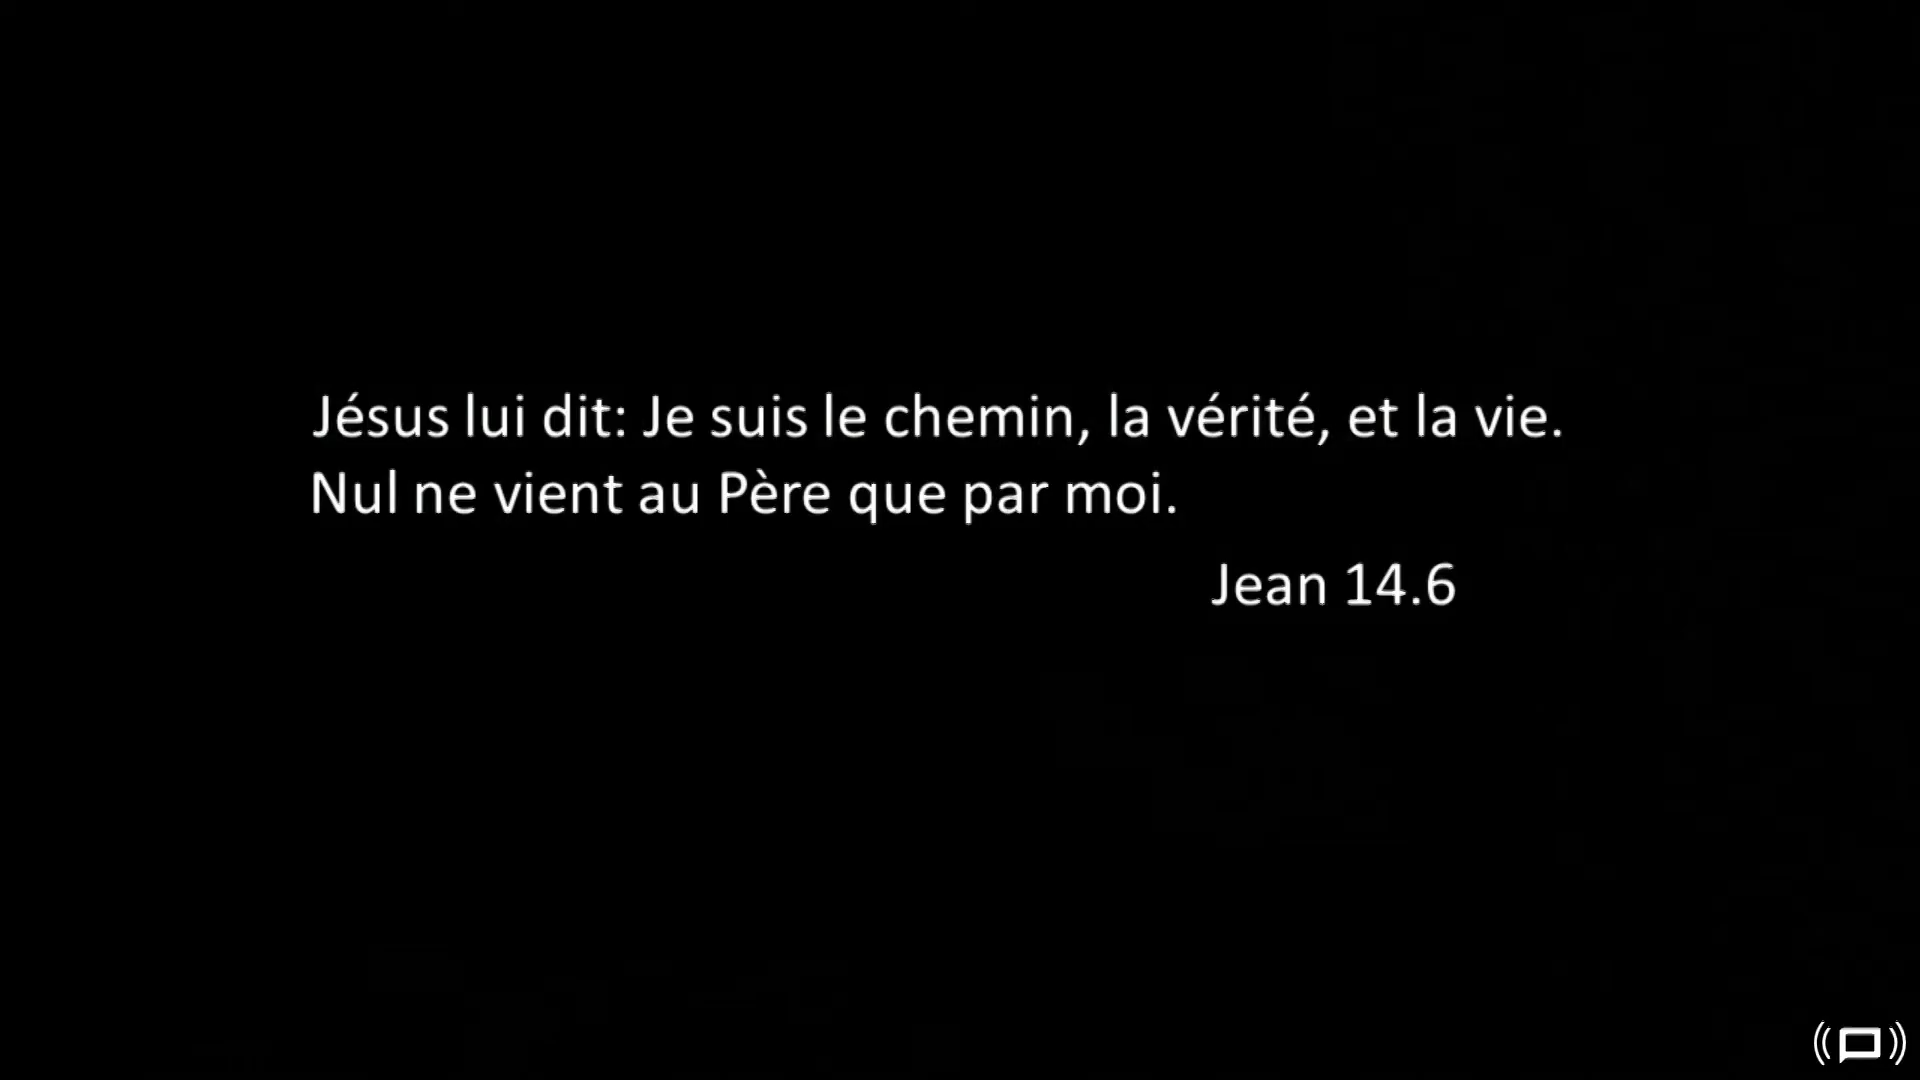 Jésus lui dit: Je suis le chemin, la vérité, et la vie.
Nul ne vient au Père que par moi.
Jean 14.6